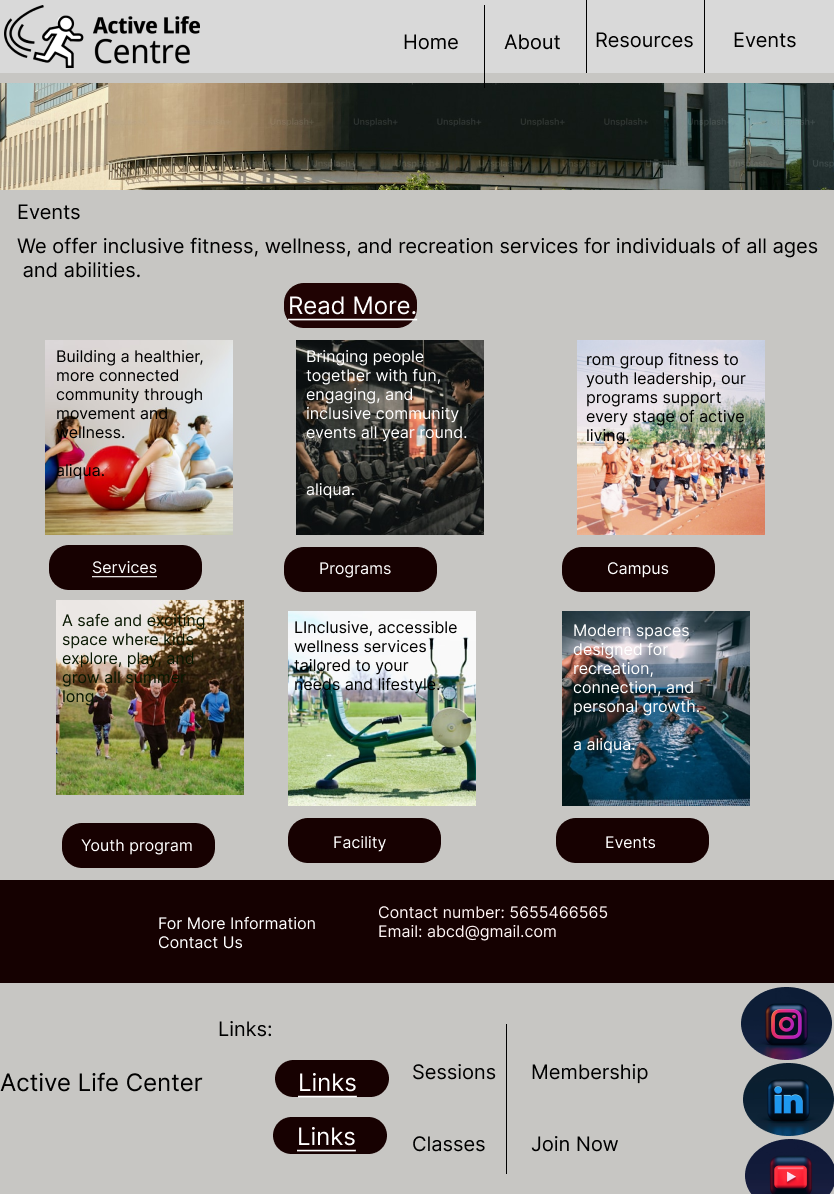 Active Life
Centre
Home
About
Resources
Events
Unsplash+ Unsplash+ Unsplash+ Unsplash+ Unsplash+ Unsplash+
Events
We offer inclusive fitness, wellness, and recreation services for individuals of all ages
and abilities.
Read More.
Building a healthier,
more connected
community through
movement and
wellness.
aliqua.
Bringing people
together with fun,
engaging, and
inclusive community
events all year round.
aliqua.
rom group fitness to
youth leadership, our
programs support
every stage of active
living.
Services
Programs
Campus
A safe and exciting
space where kids
explore, play, and
grow all summer
long.
LInclusive, accessible
wellness services
tailored to your
needs and lifestyle.
Modern spaces
designed for
recreation,
connection, and
personal growth.
a aliqua.
Youth program
Facility
Events
For More Information
Contact Us
Contact number: 5655466565
Email: abcd@gmail.com
Links:
Active Life Center
Links
Sessions
Membership
Links
Classes
Join Now
in